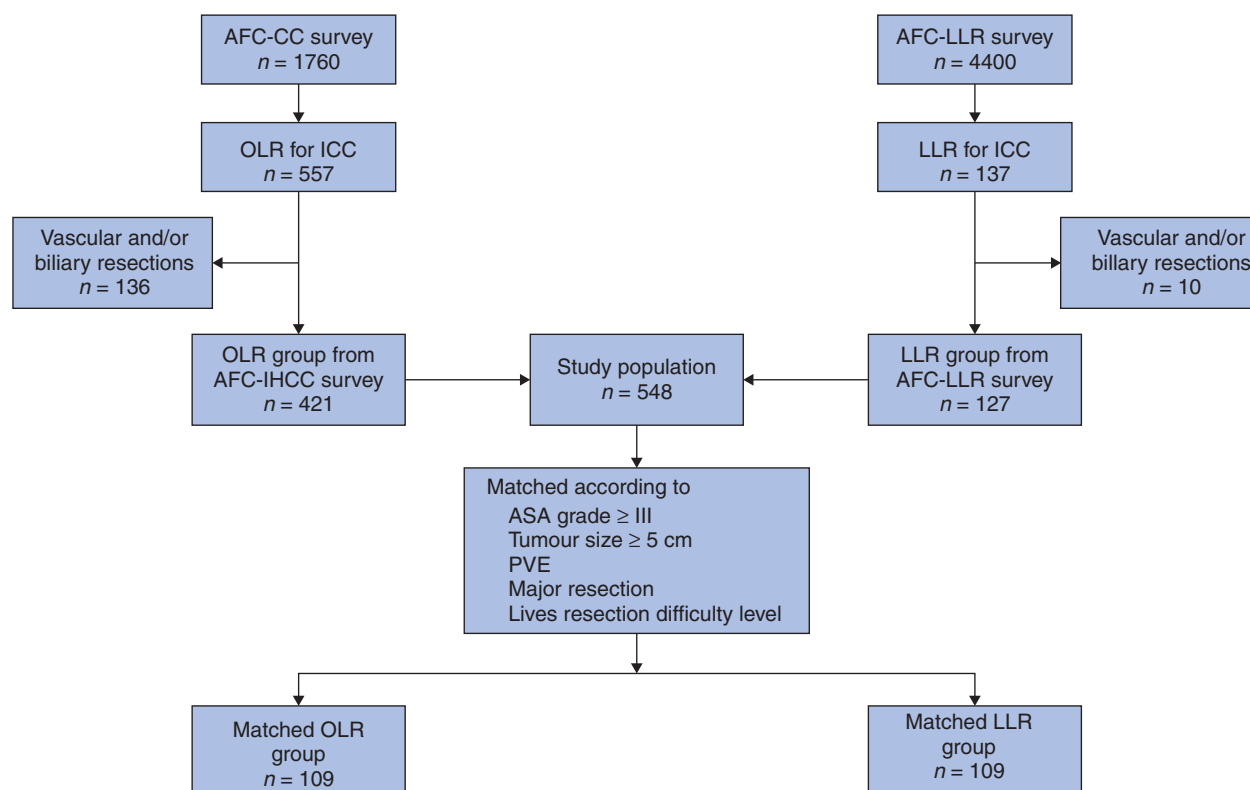 AFC-CC survey
n = 1760
AFC-LLR survey
n = 4400
OLR for ICC
n = 557
LLR for ICC
n = 137
Vascular and/or
biliary resections
n = 136
Vascular and/or
billary resections
n = 10
OLR group from
AFC-IHCC survey
n = 421
Study population
n = 548
LLR group from
AFC-LLR survey
n = 127
Matched according to
ASA grade ≥ III
Tumour size ≥ 5 cm
PVE
Major resection
Lives resection difficulty level
Matched OLR
group
n = 109
Matched LLR
group
n = 109